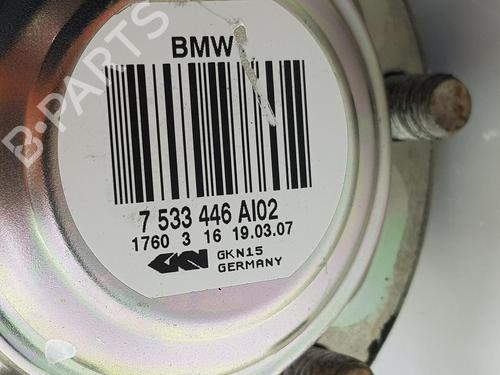 BMW
B-PARTS
7 533 446 AI02
1760 3 16 19.03.07
GKN GKN15
GERMANY